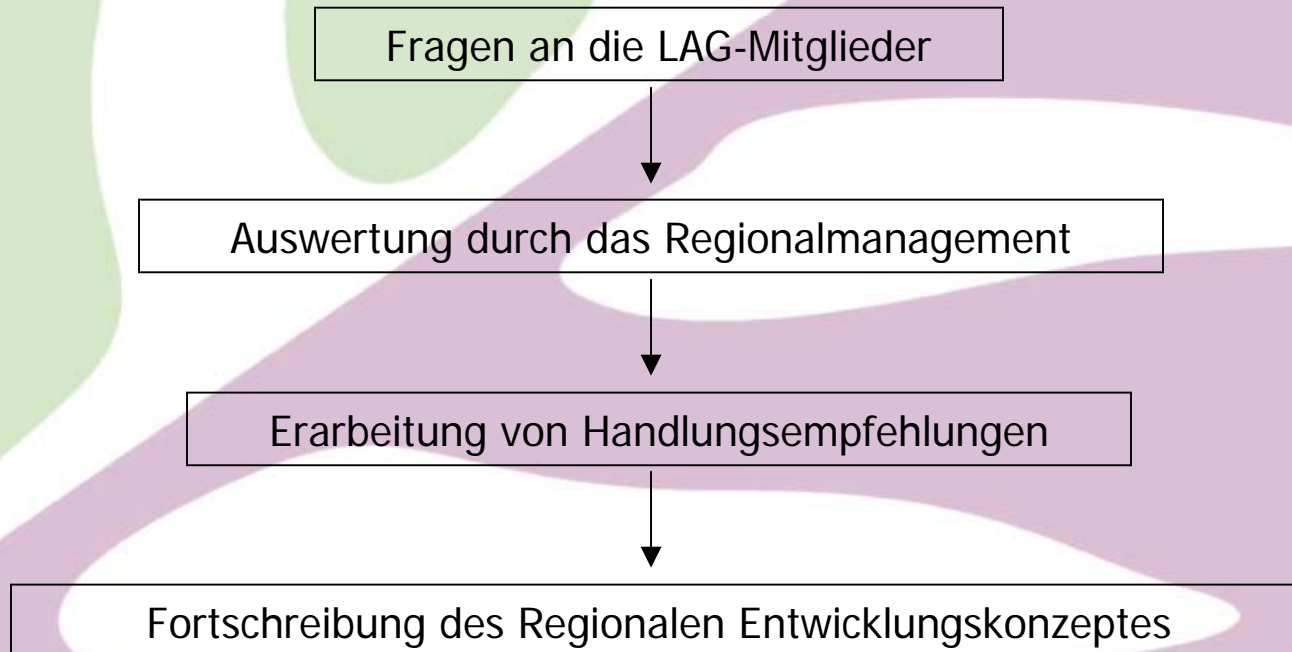 Fragen an die LAG-Mitglieder
Auswertung durch das Regionalmanagement
Erarbeitung von Handlungsempfehlungen
Fortschreibung des Regionalen Entwicklungskonzeptes